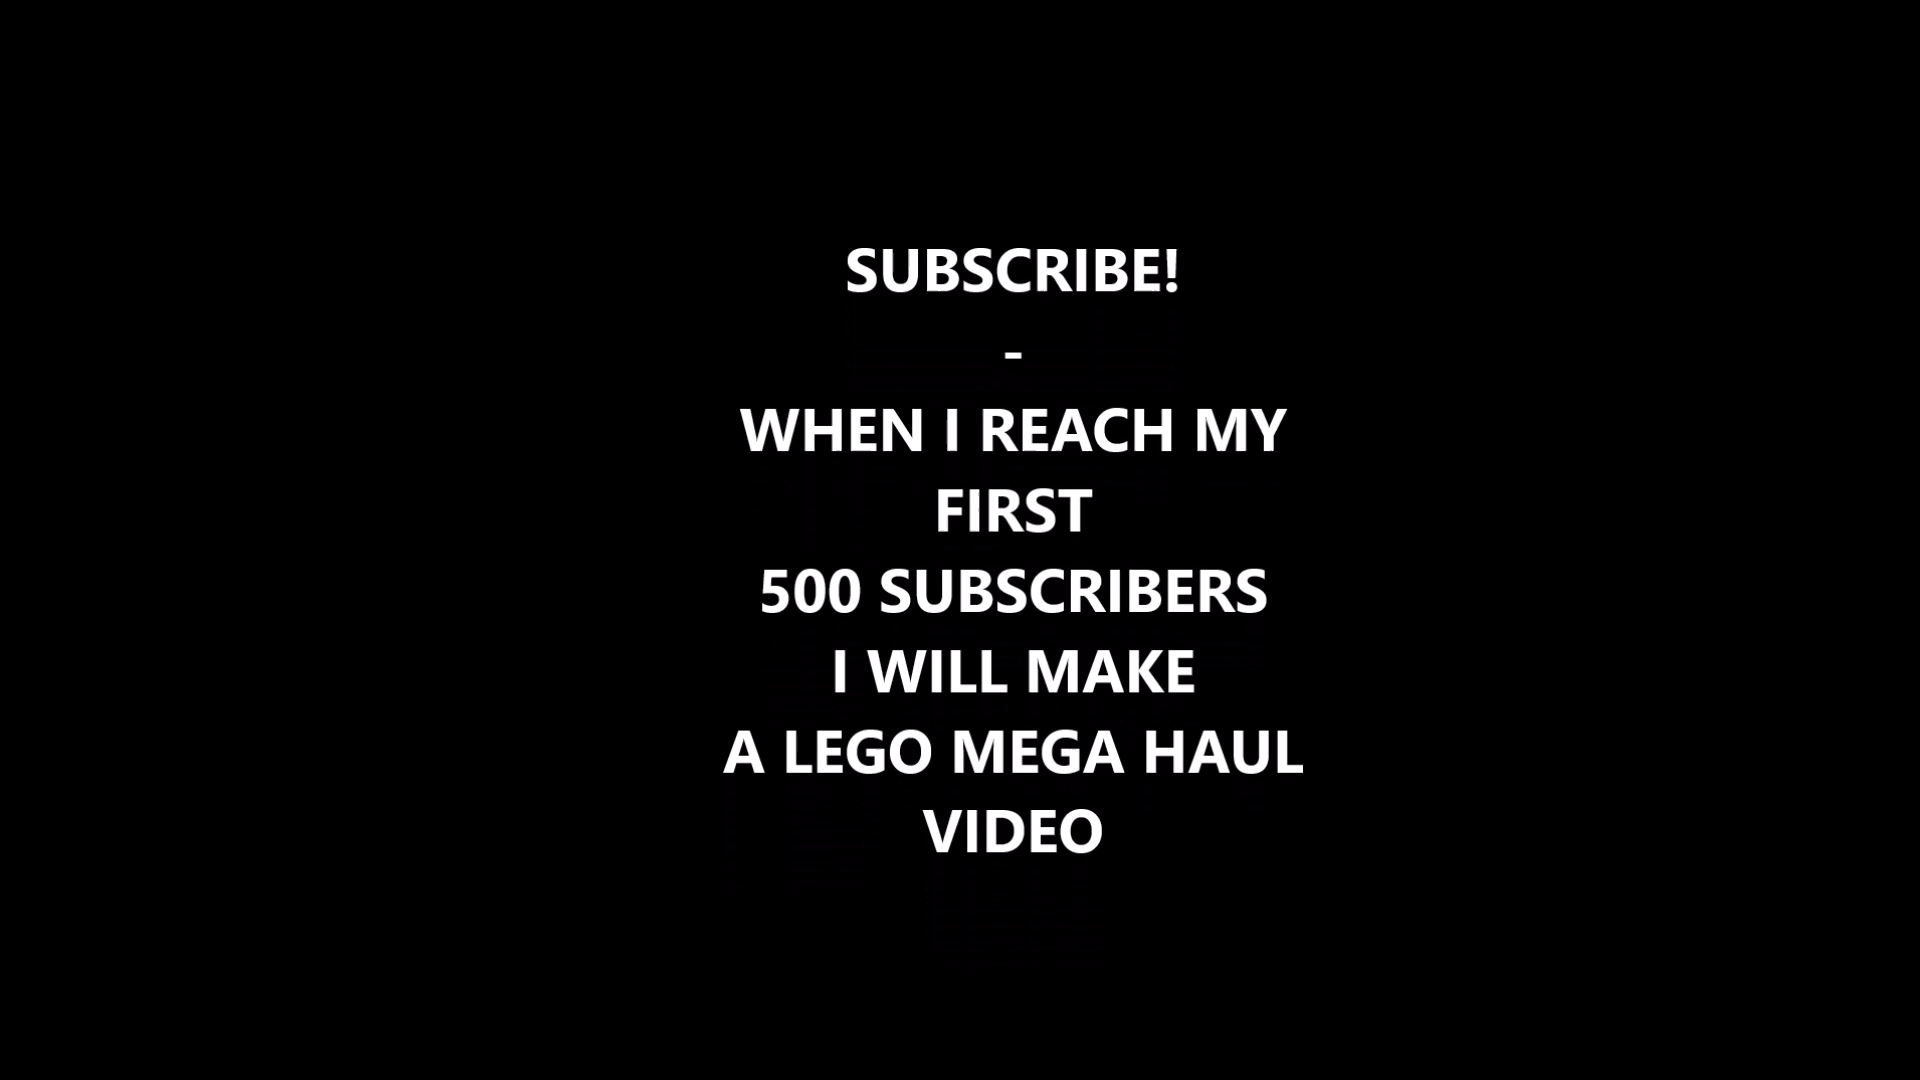 SUBSCRIBE!
-
WHEN I REACH MY
FIRST
500 SUBSCRIBERS
I WILL MAKE
A LEGO MEGA HAUL
VIDEO